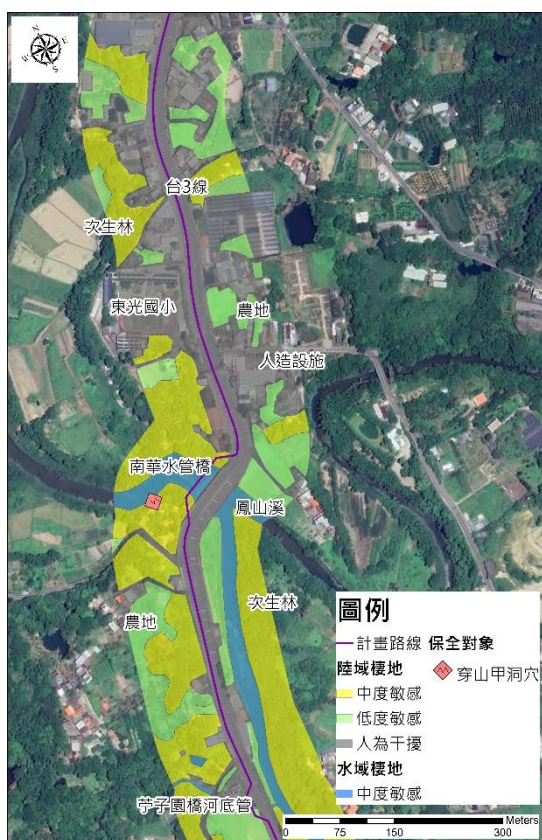 N
E
S
W
台3線
次生林
東光國小
農地
人造設施
南華水管橋
鳳山溪
次生林
農地
苧子園橋河底管
圖例
計畫路線 保全對象
陸域棲地 穿山甲洞穴
中度敏感
低度敏感
人為干擾
水域棲地
中度敏感
Meters
0 75 150 300